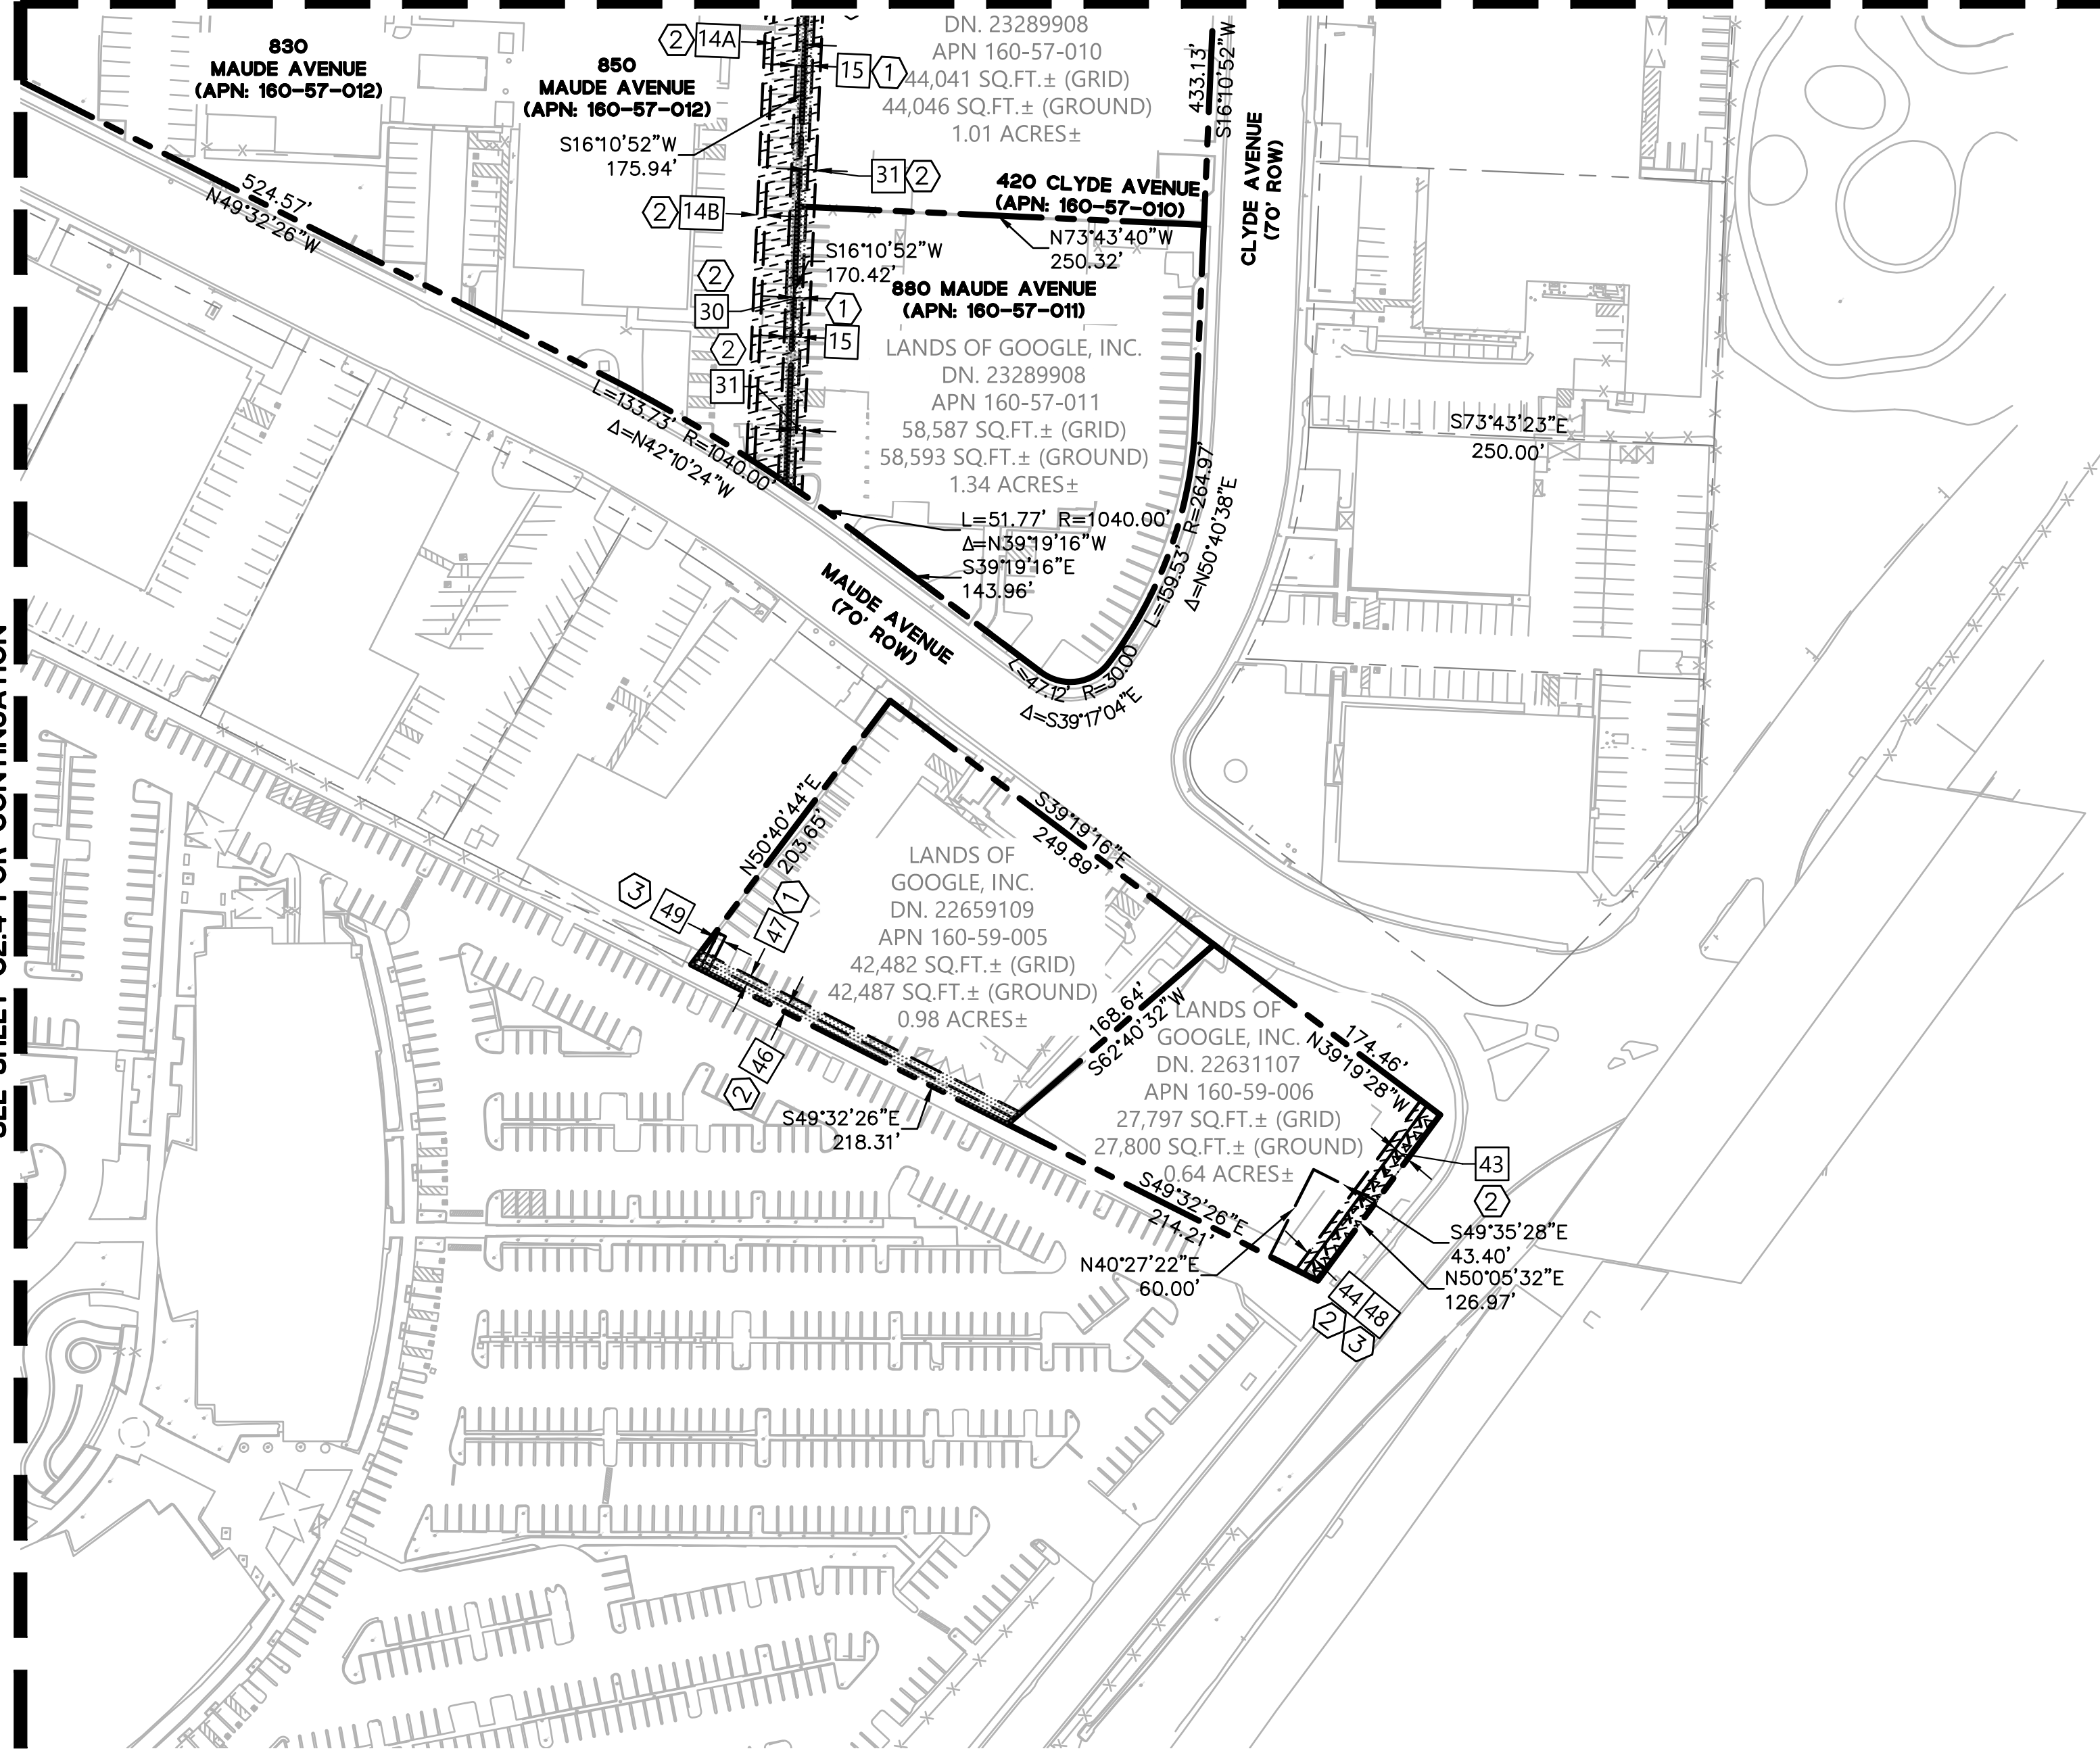 830
MAUDE AVENUE
(APN: 160-57-012)
850
MAUDE AVENUE
(APN: 160-57-012)
2
14A
15
1
DN. 23289908
APN 160-57-010
44,041 SQ.FT.± (GRID)
44,046 SQ.FT.± (GROUND)
1.01 ACRES±
433.13'
S16°10'52"W
CLYDE AVENUE
(70' ROW)
S16°10'52"W
175.94'
31
2
420 CLYDE AVENUE
(APN: 160-57-010)
2
14B
524.57'
N49°32'26"W
N73°43'40"W
250.32'
S16°10'52"W
170.42'
2
30
1
15
2
31
880 MAUDE AVENUE
(APN: 160-57-011)
LANDS OF GOOGLE, INC.
DN. 23289908
APN 160-57-011
58,587 SQ.FT.± (GRID)
58,593 SQ.FT.± (GROUND)
1.34 ACRES±
L=133.73' R=1040.00'
Δ=N42°10'24"W
S73°43'23"E
250.00'
L=159.53' R=264.97'
Δ=N50°40'38"E
L=51.77' R=1040.00'
Δ=N39°19'16"W
S39°19'16"E
143.96'
MAUDE AVENUE
(70' ROW)
L=47.12' R=30.00
Δ=S39°17'04"E
N50°40'44"E
203.65'
S39°19'16"E
249.89'
3
49
47
1
LANDS OF
GOOGLE, INC.
DN. 22659109
APN 160-59-005
42,482 SQ.FT.± (GRID)
42,487 SQ.FT.± (GROUND)
0.98 ACRES±
2
46
S49°32'26"E
218.31'
168.64'
S62°40'32"W
LANDS OF
GOOGLE, INC.
DN. 22631107
APN 160-59-006
27,797 SQ.FT.± (GRID)
27,800 SQ.FT.± (GROUND)
0.64 ACRES±
174.46'
N39°19'28"W
43
2
S49°32'26"E
214.21'
N40°27'22"E
60.00'
S49°35'28"E
43.40'
N50°05'32"E
126.97'
44
48
2
3